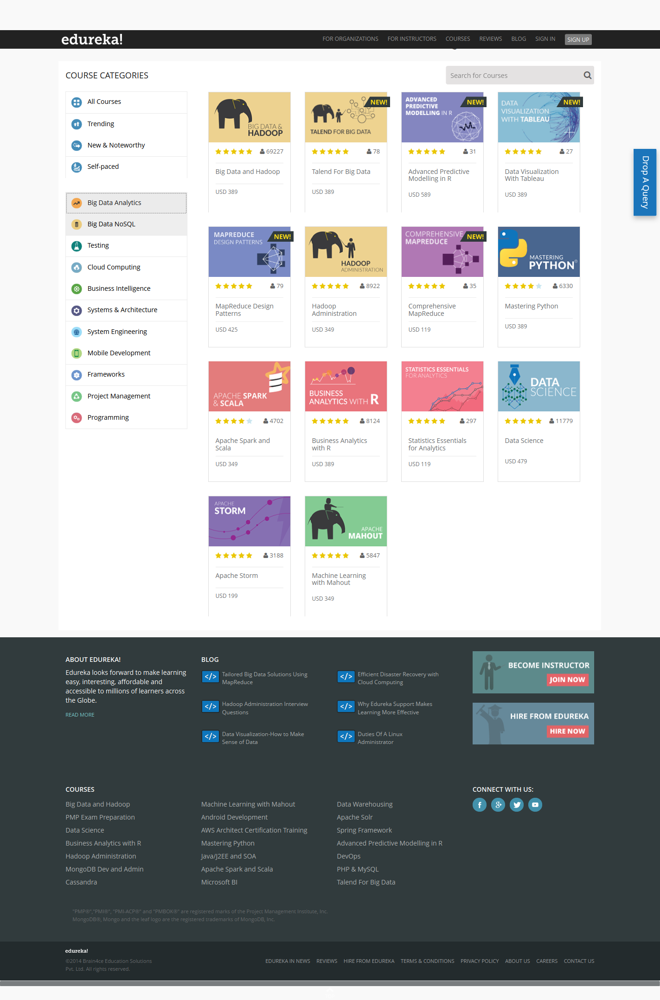 edureka!
FOR ORGANIZATIONS FOR INSTRUCTORS COURSES REVIEWS BLOG SIGN IN SIGN UP
COURSE CATEGORIES
Search for Courses
All Courses
Trending
New & Noteworthy
Self-paced
Big Data Analytics
Big Data NoSQL
Testing
Cloud Computing
Business Intelligence
Systems & Architecture
System Engineering
Mobile Development
Frameworks
Project Management
Programming
BIG DATA &
HADOOP
69227
Big Data and Hadoop
USD 389
NEW!
TALEND FOR BIG DATA
78
Talend For Big Data
USD 389
ADVANCED
PREDICTIVE
MODELLING IN R
NEW!
31
Advanced Predictive
Modelling in R
USD 589
DATA
VISUALIZATION
WITH TABLEAU
NEW!
27
Data Visualization
With Tableau
USD 389
Drop A Query
MAPREDUCE
DESIGN PATTERNS
NEW!
79
MapReduce Design
Patterns
USD 425
HADOOP
ADMINISTRATION
8922
Hadoop
Administration
USD 349
COMPREHENSIVE
MAPREDUCE
NEW!
35
Comprehensive
MapReduce
USD 119
MASTERING
PYTHON®
6330
Mastering Python
USD 389
APACHE SPARK
& SCALA
4702
Apache Spark and
Scala
USD 349
BUSINESS
ANALYTICS WITH R
8124
Business Analytics
with R
USD 389
STATISTICS ESSENTIALS
FOR ANALYTICS
297
Statistics Essentials
for Analytics
USD 119
DATA
SCIENCE
11779
Data Science
USD 479
APACHE
STORM
3188
Apache Storm
USD 199
APACHE
MAHOUT
5847
Machine Learning
with Mahout
USD 349
ABOUT EDUREKA!
Edureka looks forward to make learning
easy, interesting, affordable and
accessible to millions of learners across
the Globe.
READ MORE
BLOG
</> Tailored Big Data Solutions Using
MapReduce
</> Efficient Disaster Recovery with
Cloud Computing
</> Hadoop Administration Interview
Questions
</> Why Edureka Support Makes
Learning More Effective
</> Data Visualization-How to Make
Sense of Data
</> Duties Of A Linux
Administrator
BECOME INSTRUCTOR
JOIN NOW
HIRE FROM EDUREKA
HIRE NOW
COURSES
Big Data and Hadoop
PMP Exam Preparation
Data Science
Business Analytics with R
Hadoop Administration
MongoDB Dev and Admin
Cassandra
Machine Learning with Mahout
Android Development
AWS Architect Certification Training
Mastering Python
Java/J2EE and SOA
Apache Spark and Scala
Microsoft BI
Data Warehousing
Apache Solr
Spring Framework
Advanced Predictive Modelling in R
DevOps
PHP & MySQL
Talend For Big Data
CONNECT WITH US:
"PMP®","PMI®", "PMI-ACP®" and "PMBOK®" are registered marks of the Project Management Institute, Inc.
MongoDB®, Mongo and the leaf logo are the registered trademarks of MongoDB, Inc.
edureka!
©2014 Brain4ce Education Solutions
Pvt. Ltd. All rights reserved.
EDUREKA IN NEWS REVIEWS HIRE FROM EDUREKA TERMS & CONDITIONS PRIVACY POLICY ABOUT US CAREERS CONTACT US